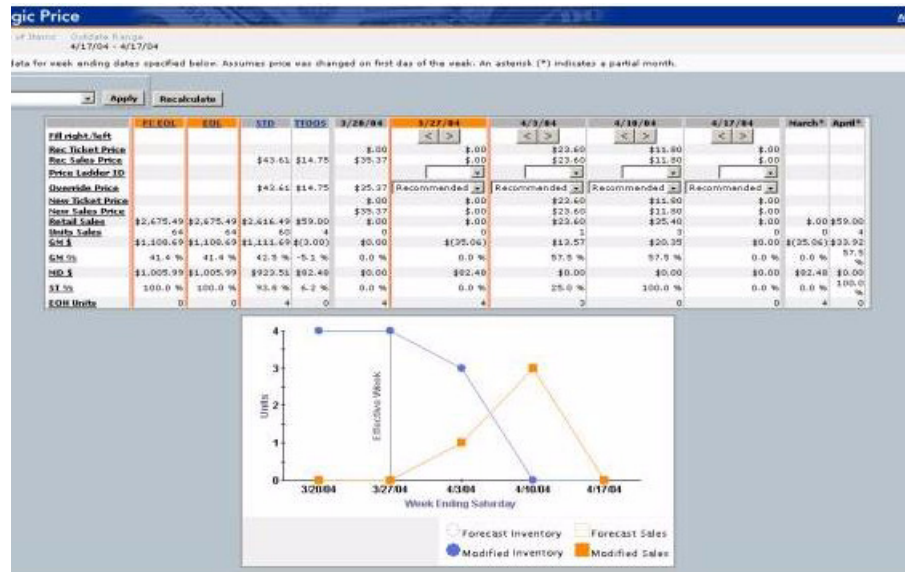 gic Price
of Items Outdate Range
4/17/04 - 4/17/04
data for week ending dates specified below. Assumes price was changed on first day of the week. An asterisk (*) indicates a partial month.
Apply Recalculate
FE EOL EOL STD TTOOS 3/20/04 3/27/04 4/3/04 4/10/04 4/17/04 March* April*
Fill right/left < > < > < > < >
Rec Ticket Price $.00 $.00 $23.60 $11.80 $.00
Rec Sales Price $43.61 $14.75 $35.37 $.00 $23.60 $11.80 $.00
Price Ladder ID
Override Price $43.61 $14.75 $35.37 Recommended Recommended Recommended Recommended
New Ticket Price $.00 $.00 $23.60 $11.80 $.00
New Sales Price $35.37 $.00 $23.60 $11.80 $.00
Retail Sales $2,675.49 $2,675.49 $2,616.49 $59.00 $.00 $.00 $23.60 $35.40 $.00 $.00 $59.00
Units Sales 64 64 60 4 0 0 1 3 0 0 4
GM $ $1,108.69 $1,108.69 $1,111.69 $(3.00) $0.00 $(35.06) $13.57 $20.35 $0.00 $(35.06) $33.92
GM % 41.4 % 41.4 % 42.5 % -5.1 % 0.0 % 0.0 % 57.5 % 57.5 % 0.0 % 0.0 % 57.5 %
MD $ $1,005.99 $1,005.99 $923.51 $82.48 $0.00 $82.48 $0.00 $0.00 $0.00 $82.48 $0.00
ST % 100.0 % 100.0 % 93.8 % 6.2 % 0.0 % 0.0 % 25.0 % 100.0 % 0.0 % 0.0 % 100.0 %
EOH Units 0 0 4 0 4 4 3 0 0 4 0
4
3
2
1
0
Units
Effective Week
3/20/04 3/27/04 4/3/04 4/10/04 4/17/04
Week Ending Saturday
Forecast Inventory Forecast Sales
Modified Inventory Modified Sales